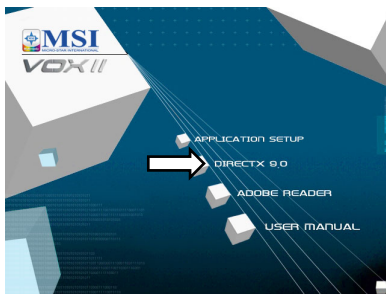 MSI
MICRO-STAR INTERNATIONAL
VOX II
APPLICATION SETUP
DIRECTX 9.0
ADOBE READER
USER MANUAL